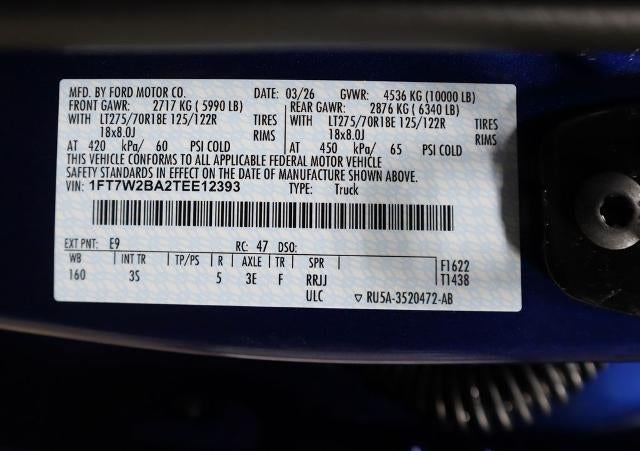 MFD. BY FORD MOTOR CO. DATE: 03/26 GVWR: 4536 KG (10000 LB)
FRONT GAWR: 2717 KG (5990 LB) REAR GAWR: 2876 KG (6340 LB)
WITH LT275/70R18E 125/122R TIRES WITH LT275/70R18E 125/122R TIRES
18x8.0J RIMS 18x8.0J RIMS
AT 420 kPa/ 60 PSI COLD AT 450 kPa/ 65 PSI COLD
THIS VEHICLE CONFORMS TO ALL APPLICABLE FEDERAL MOTOR VEHICLE
SAFETY STANDARDS IN EFFECT ON THE DATE OF MANUFACTURE SHOWN ABOVE.
VIN: 1FT7W2BA2TEE12393 TYPE: Truck
EXT PNT: E9 RC: 47 DSO:
WB | INT TR | TP/PS | R | AXLE | TR | SPR F1622
160 3S 5 3E F RRJJ T1438
ULC ▽ RU5A-3520472-AB